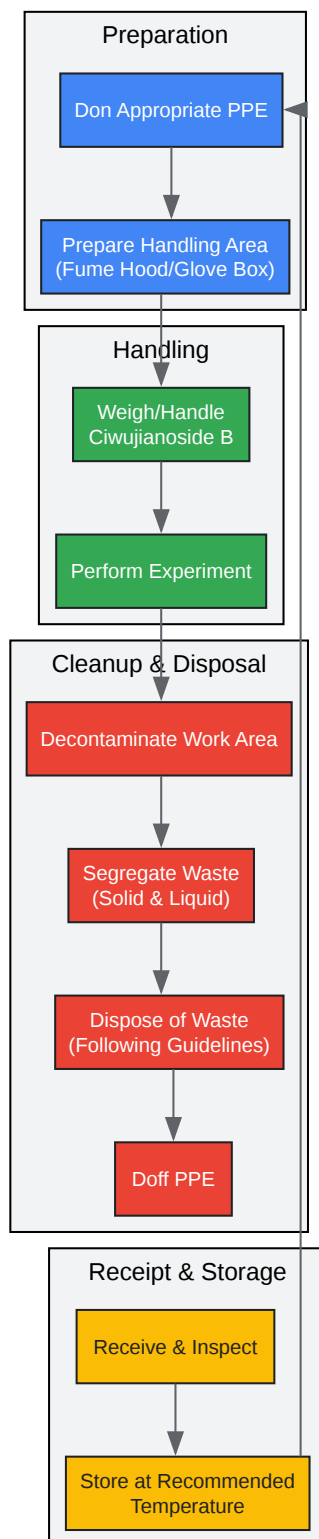 Preparation
Don Appropriate PPE
Prepare Handling Area
(Fume Hood/Glove Box)
Handling
Weigh/Handle
Ciwujianoside B
Perform Experiment
Cleanup & Disposal
Decontaminate Work Area
Segregate Waste
(Solid & Liquid)
Dispose of Waste
(Following Guidelines)
Doff PPE
Receipt & Storage
Receive & Inspect
Store at Recommended
Temperature